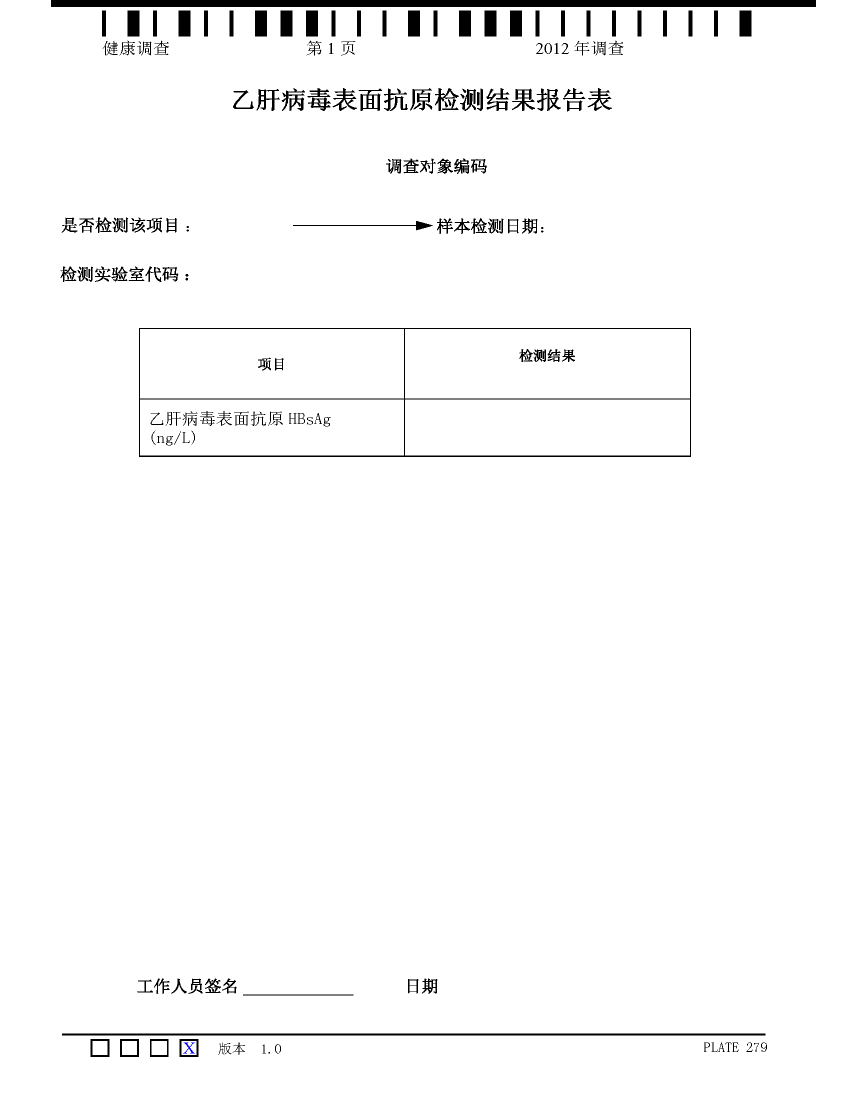 健康调查 第 1 页 2012 年调查
乙肝病毒表面抗原检测结果报告表
调查对象编码
是否检测该项目： 样本检测日期：
检测实验室代码：
项目 检测结果
乙肝病毒表面抗原 HBsAg
(ng/L)
工作人员签名 ____________ 日期
X 版本 1.0 PLATE 279